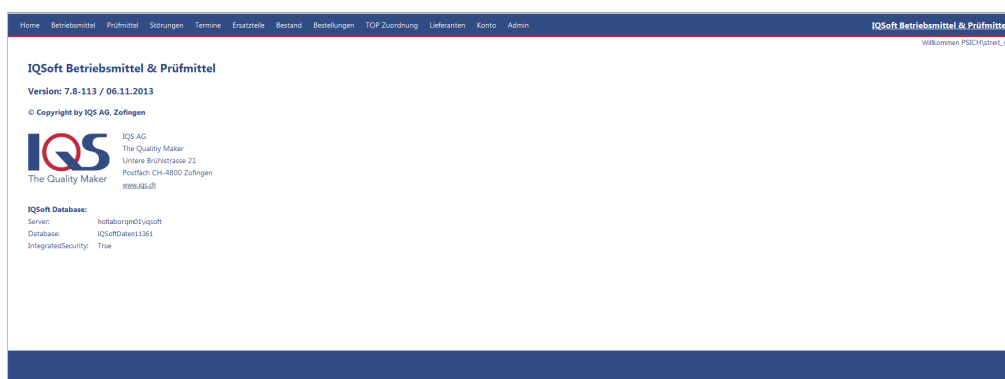 Home Betriebsmittel Prüfmittel Störungen Termine Ersatzteile Bestand Bestellungen TOP Zuordnung Lieferanten Konto Admin IQSoft Betriebsmittel & Prüfmitte
Willkommen PSICH\streit_
IQSoft Betriebsmittel & Prüfmittel
Version: 7.8-113 / 06.11.2013
© Copyright by IQS AG, Zofingen
IQS
The Quality Maker
IQS AG
The Qualitiy Maker
Untere Brühlstrasse 21
Postfach CH-4800 Zofingen
www.iqs.ch
IQSoft Database:
Server: hotlaborqm01\iqsoft
Database: IQSoftDaten11361
IntegratedSecurity: True